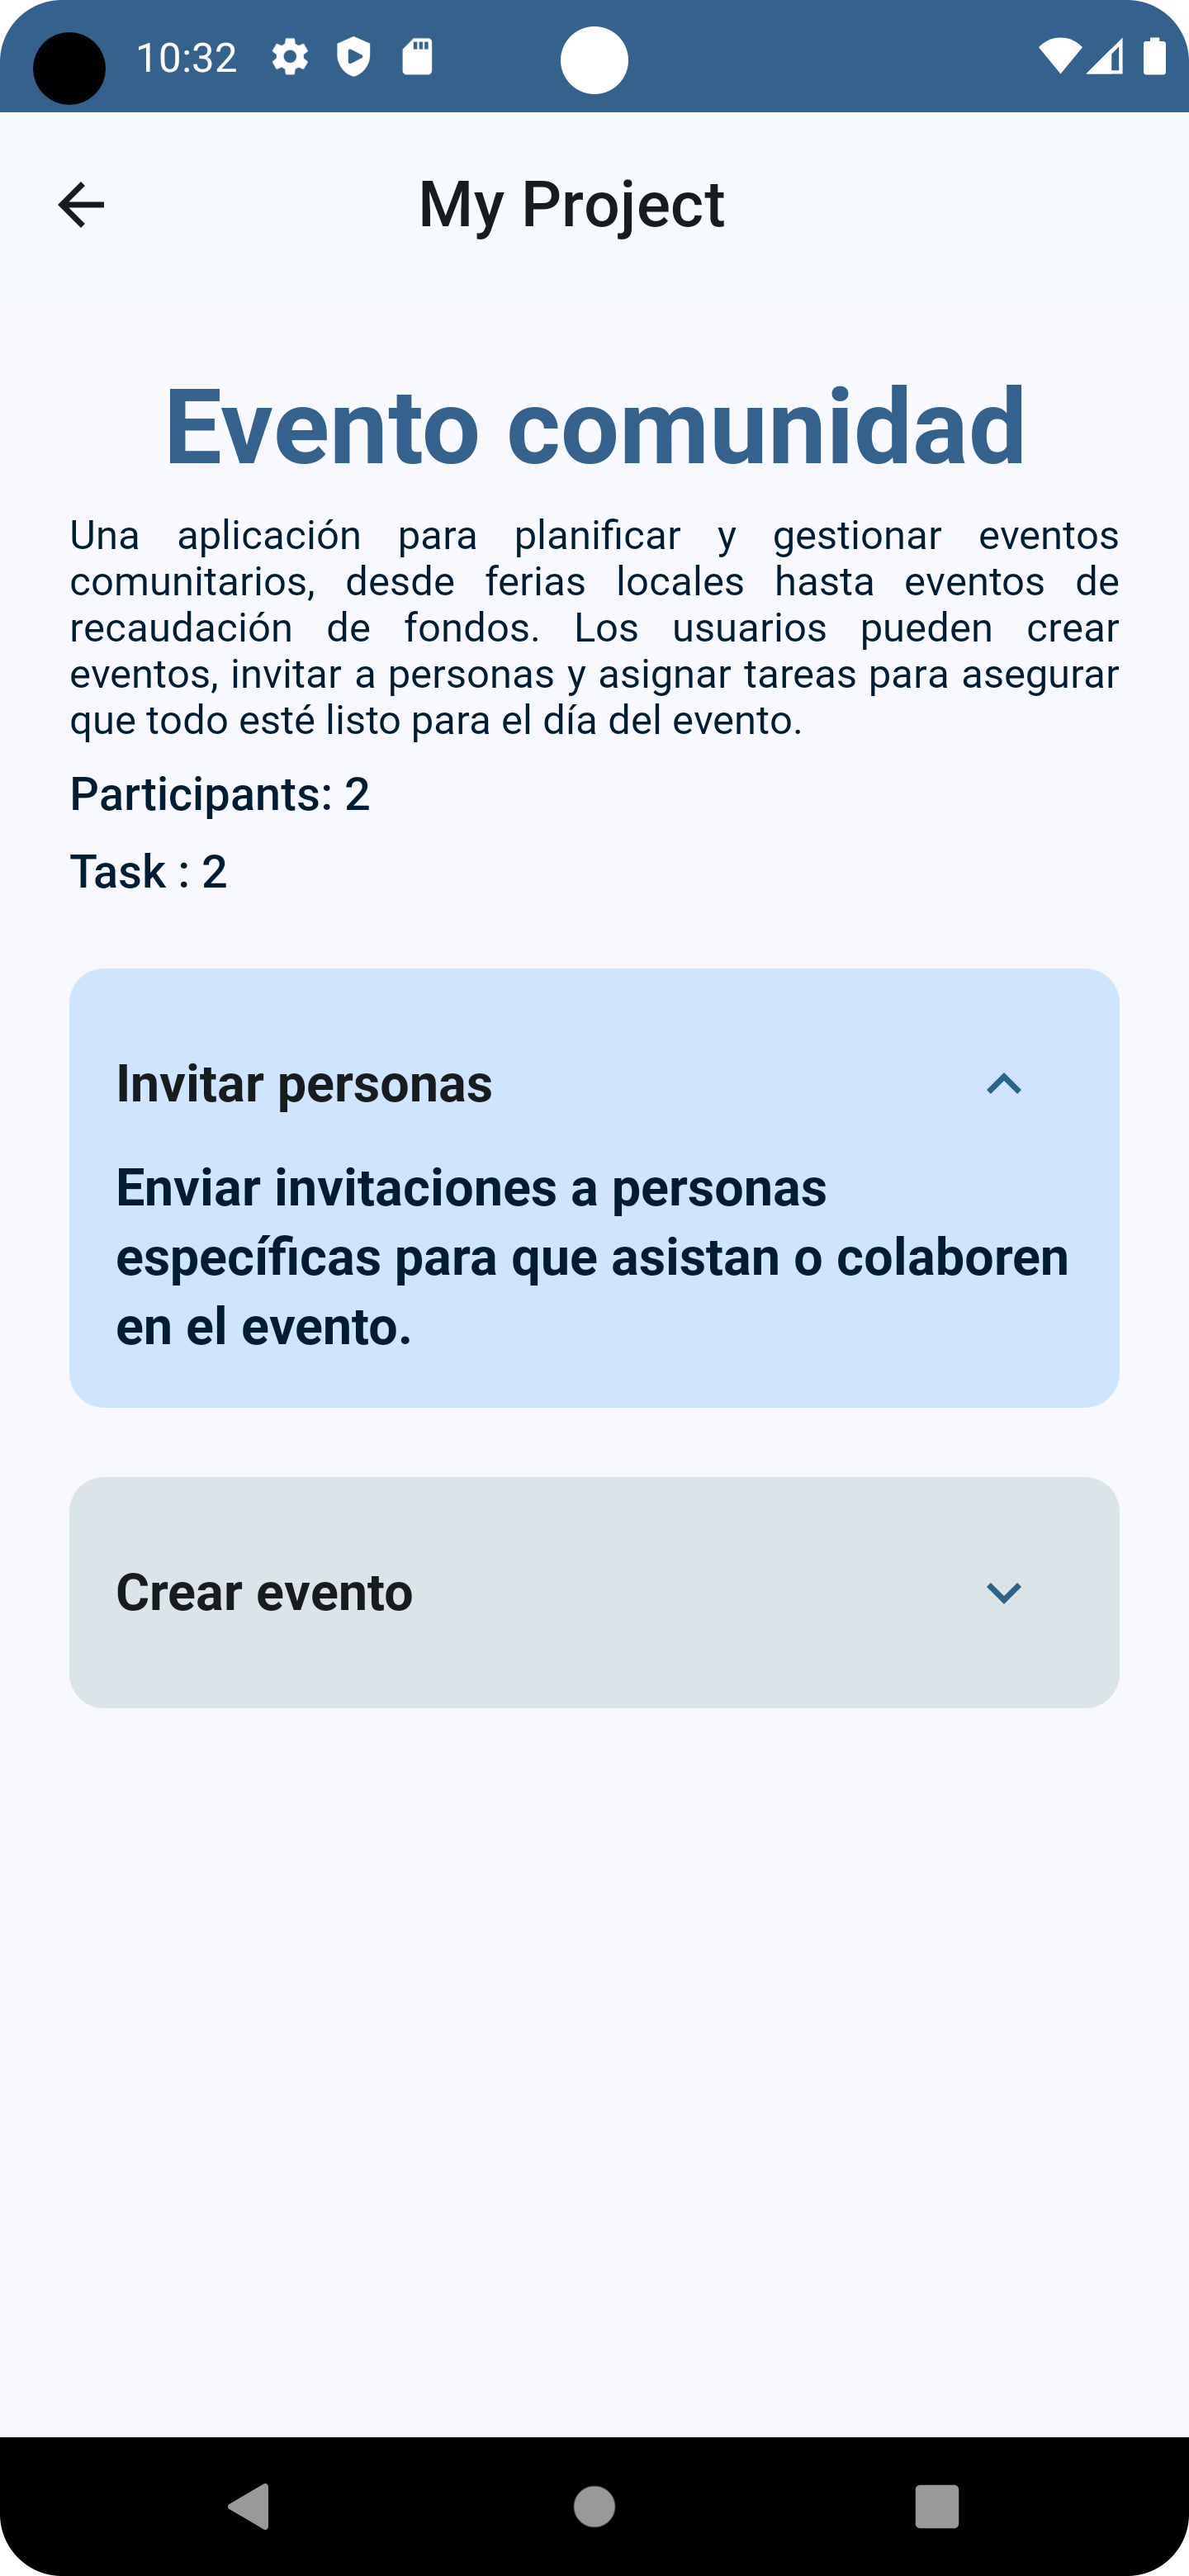 10:32
My Project
Evento comunidad
Una aplicación para planificar y gestionar eventos
comunitarios, desde ferias locales hasta eventos de
recaudación de fondos. Los usuarios pueden crear
eventos, invitar a personas y asignar tareas para asegurar
que todo esté listo para el día del evento.
Participants: 2
Task : 2
Invitar personas
Enviar invitaciones a personas
específicas para que asistan o colaboren
en el evento.
Crear evento